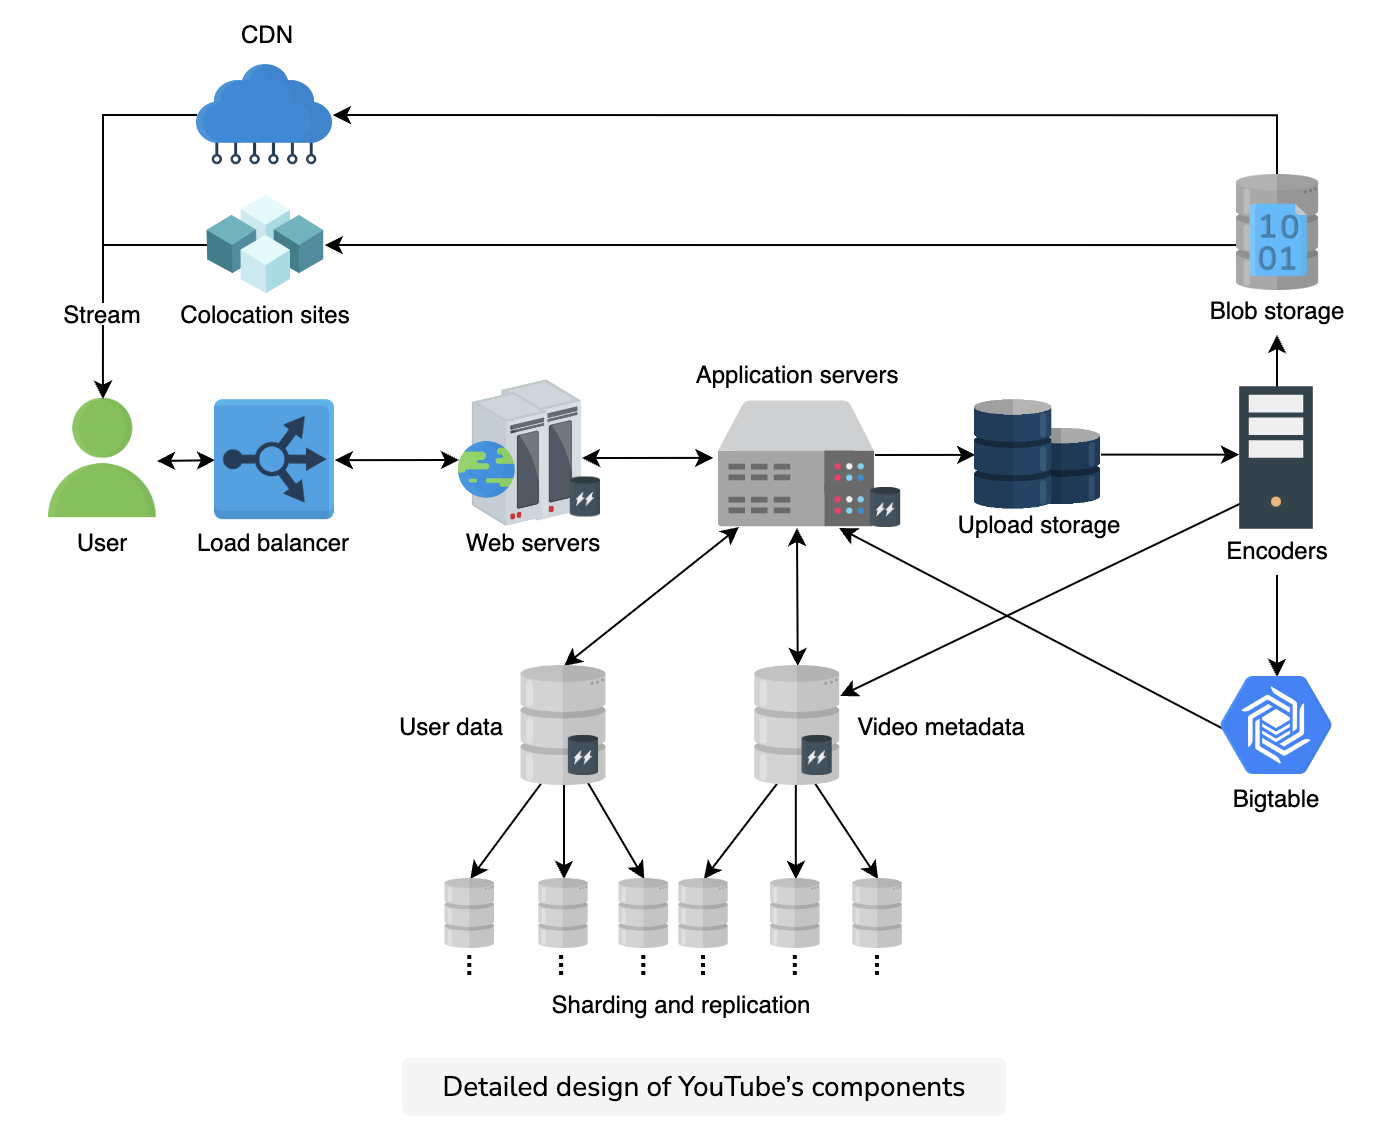 CDN
10
01
Stream
Colocation sites
Blob storage
Application servers
Upload storage
User
Load balancer
Web servers
Encoders
User data
Video metadata
Bigtable
Sharding and replication
Detailed design of YouTube's components